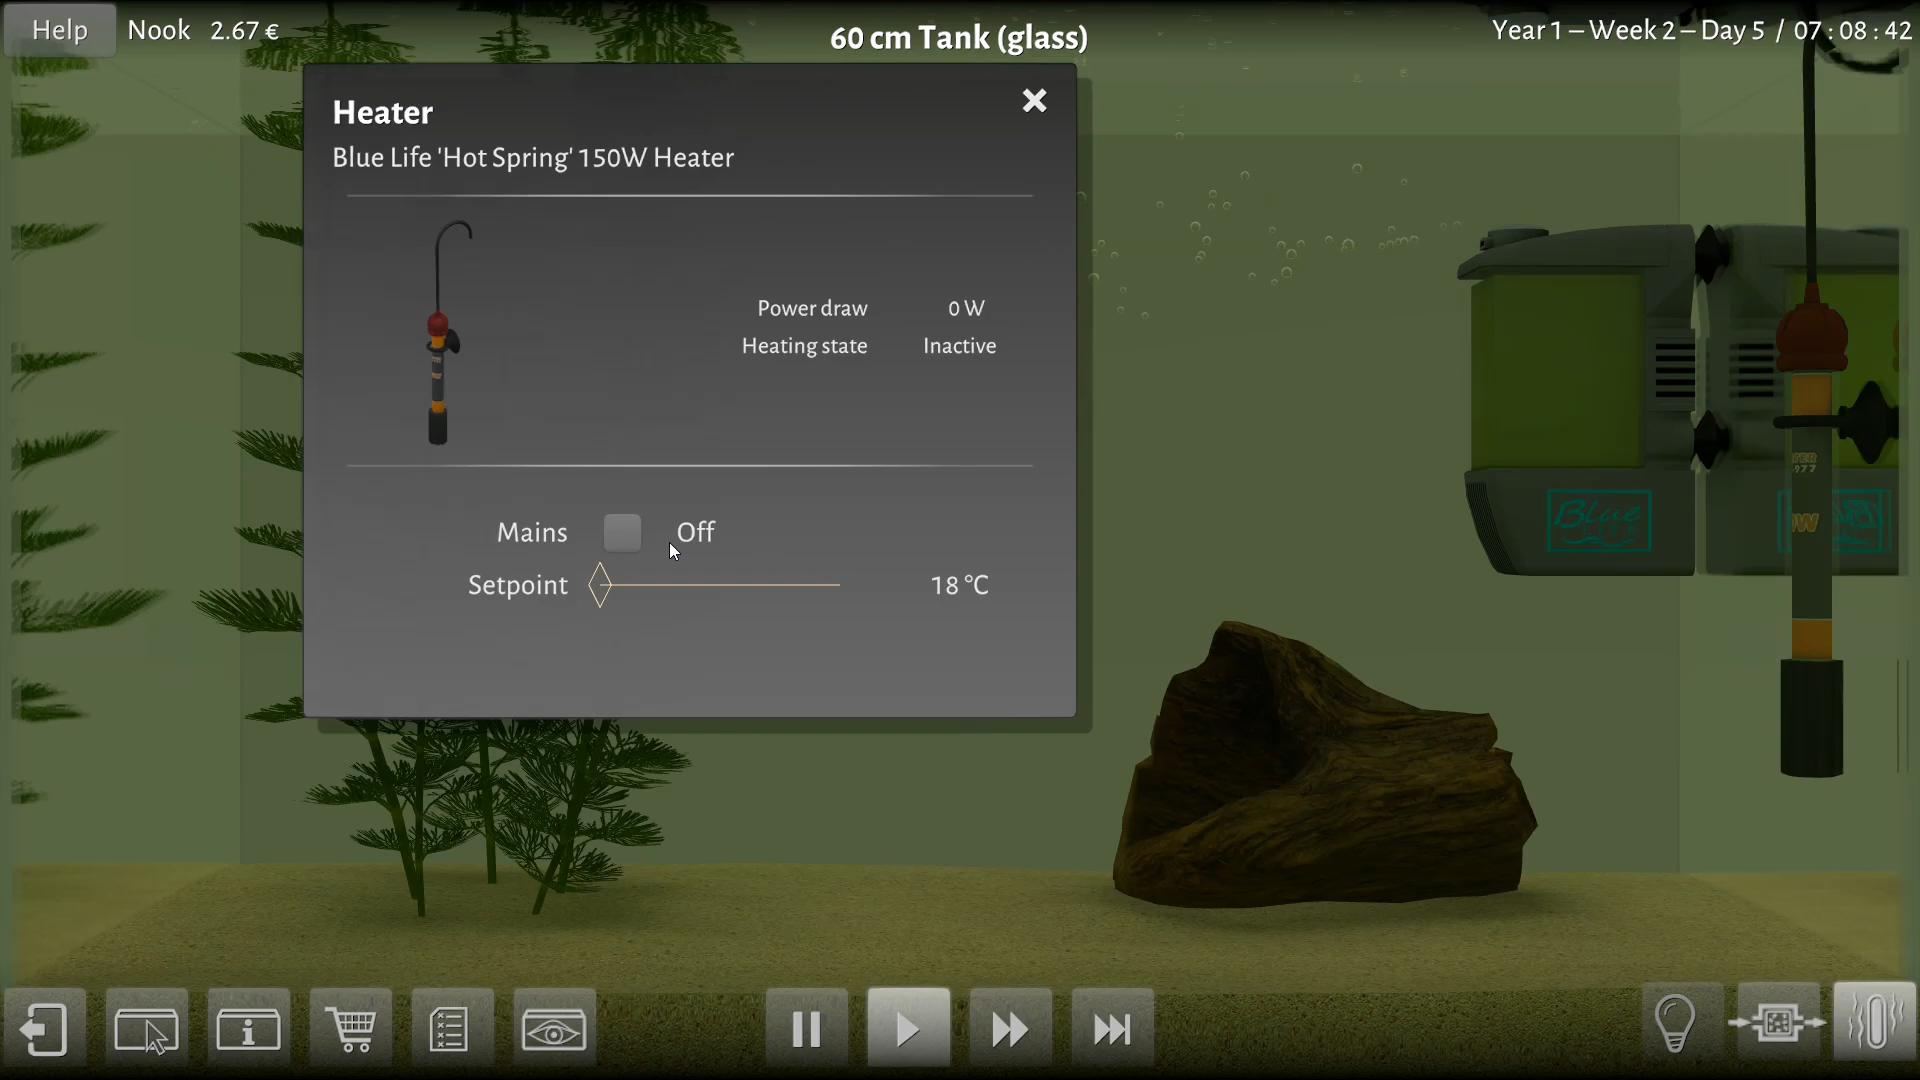 Help
Nook 2.67 €
60 cm Tank (glass)
Year 1 – Week 2 – Day 5 / 07 : 08 : 42
Heater
Blue Life 'Hot Spring' 150W Heater
Power draw 0 W
Heating state Inactive
Mains Off
Setpoint 18 °C
Blue